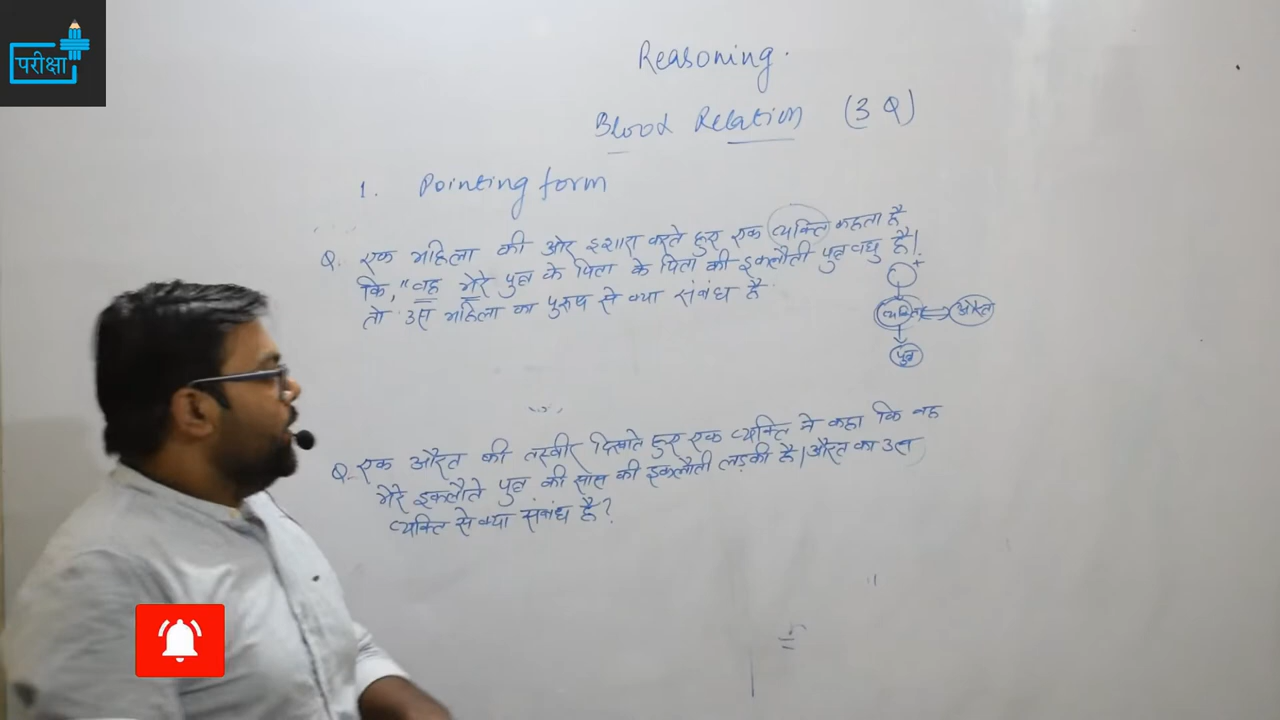 परीक्षा
Reasoning.
Blood Relation (3 Q)
1. Pointing form
Q. एक महिला की ओर इशारा करते हुए एक व्यक्ति कहता है
कि, "वह मेरे पुत्र के पिता के पिता की इकलौती पुत्रवधु है।
तो उस महिला का पुरुष से क्या संबंध है
+
व्यक्ति औरत
पुत्र
Q. एक औरत की तस्वीर दिखाते हुए एक व्यक्ति ने कहा कि वह
मेरे इकलौते पुत्र की सास की इकलौती लड़की है। औरत का उस
व्यक्ति से क्या संबंध है?